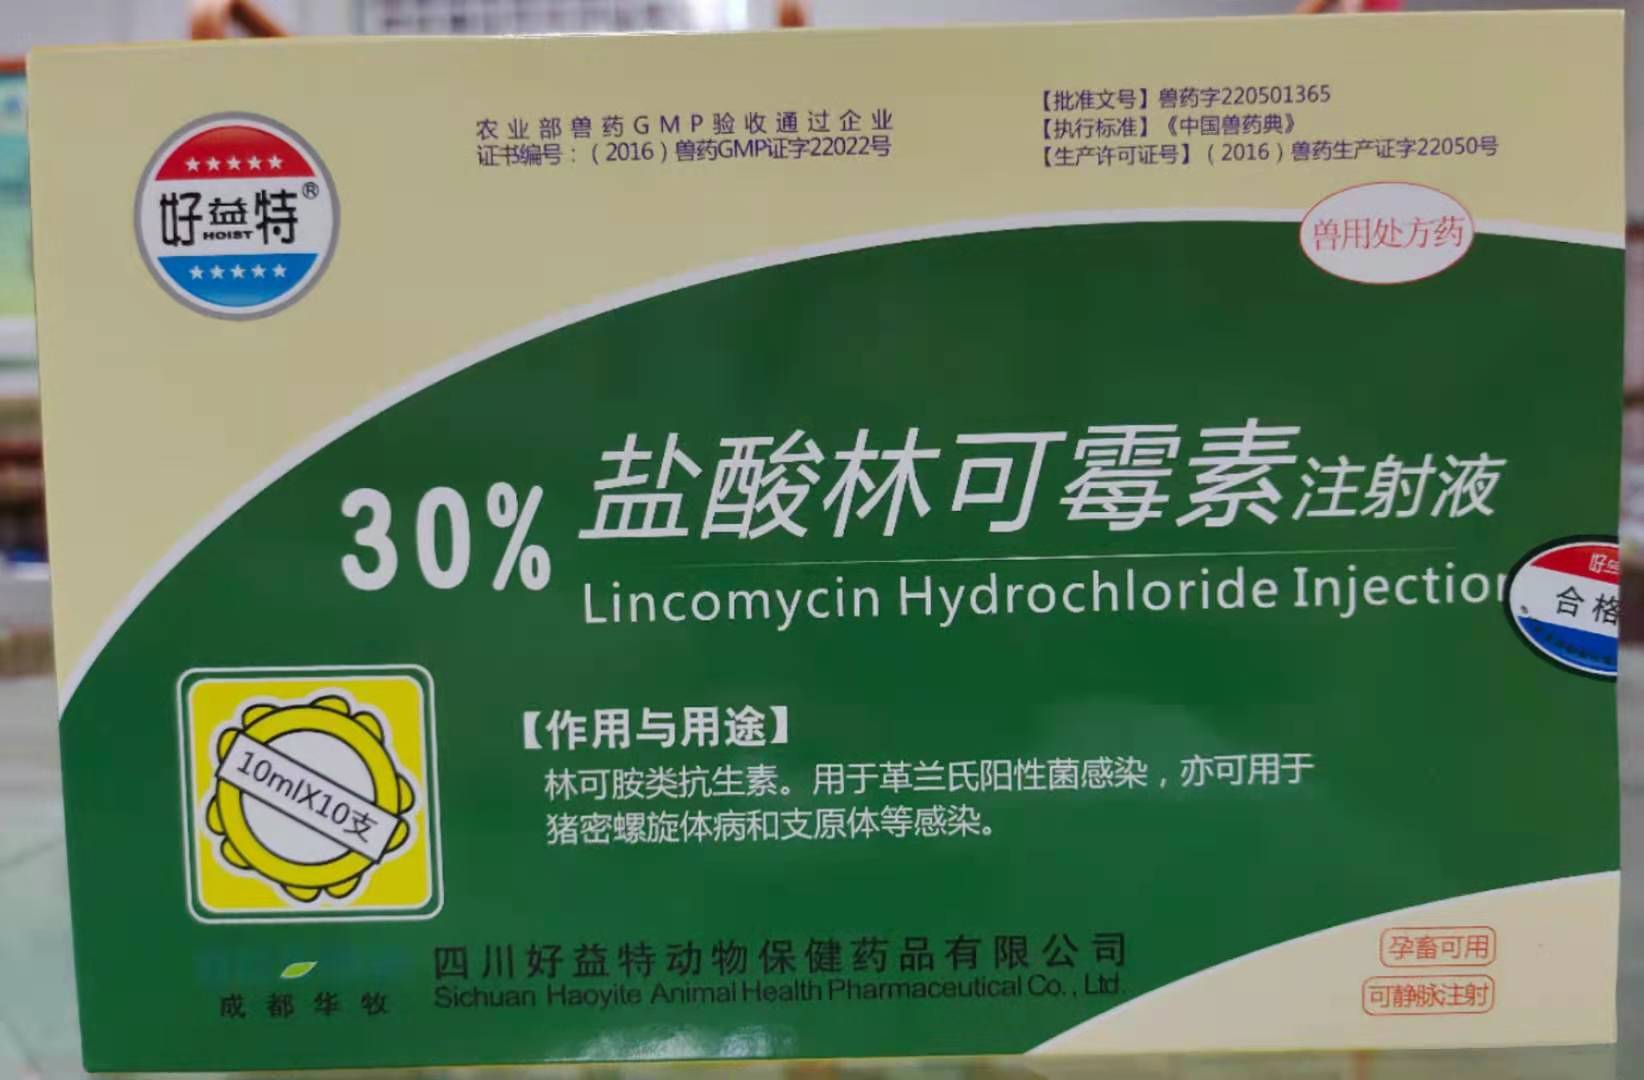 农业部兽药GMP验收通过企业
证书编号：（2016）兽药GMP证字22022号
【批准文号】兽药字220501365
【执行标准】《中国兽药典》
【生产许可证号】（2016）兽药生产证字22050号
★★★★★
好益特®
HOIST
★★★★★
兽用处方药
30%盐酸林可霉素注射液
Lincomycin Hydrochloride Injection
合格
【作用与用途】
林可胺类抗生素。用于革兰氏阳性菌感染，亦可用于
猪密螺旋体病和支原体等感染。
10mlX10支
成都华牧
四川好益特动物保健药品有限公司
Sichuan Haoyite Animal Health Pharmaceutical Co., Ltd.
孕畜可用
可静脉注射